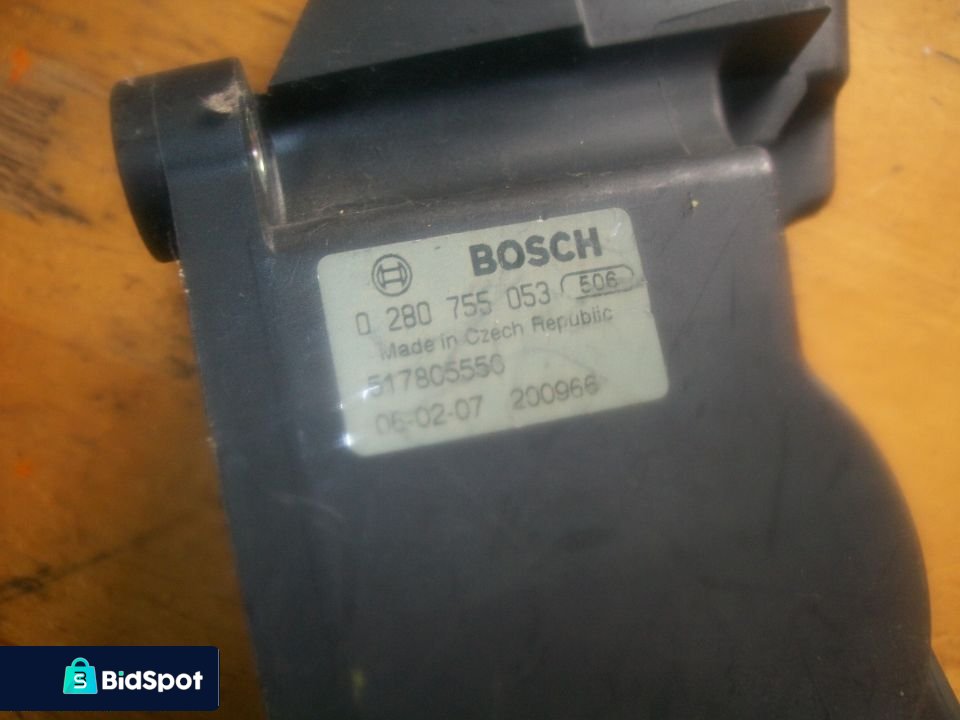 BOSCH
0 280 755 053 506
Made in Czech Republic
517805550
06-02-07 200966
BidSpot